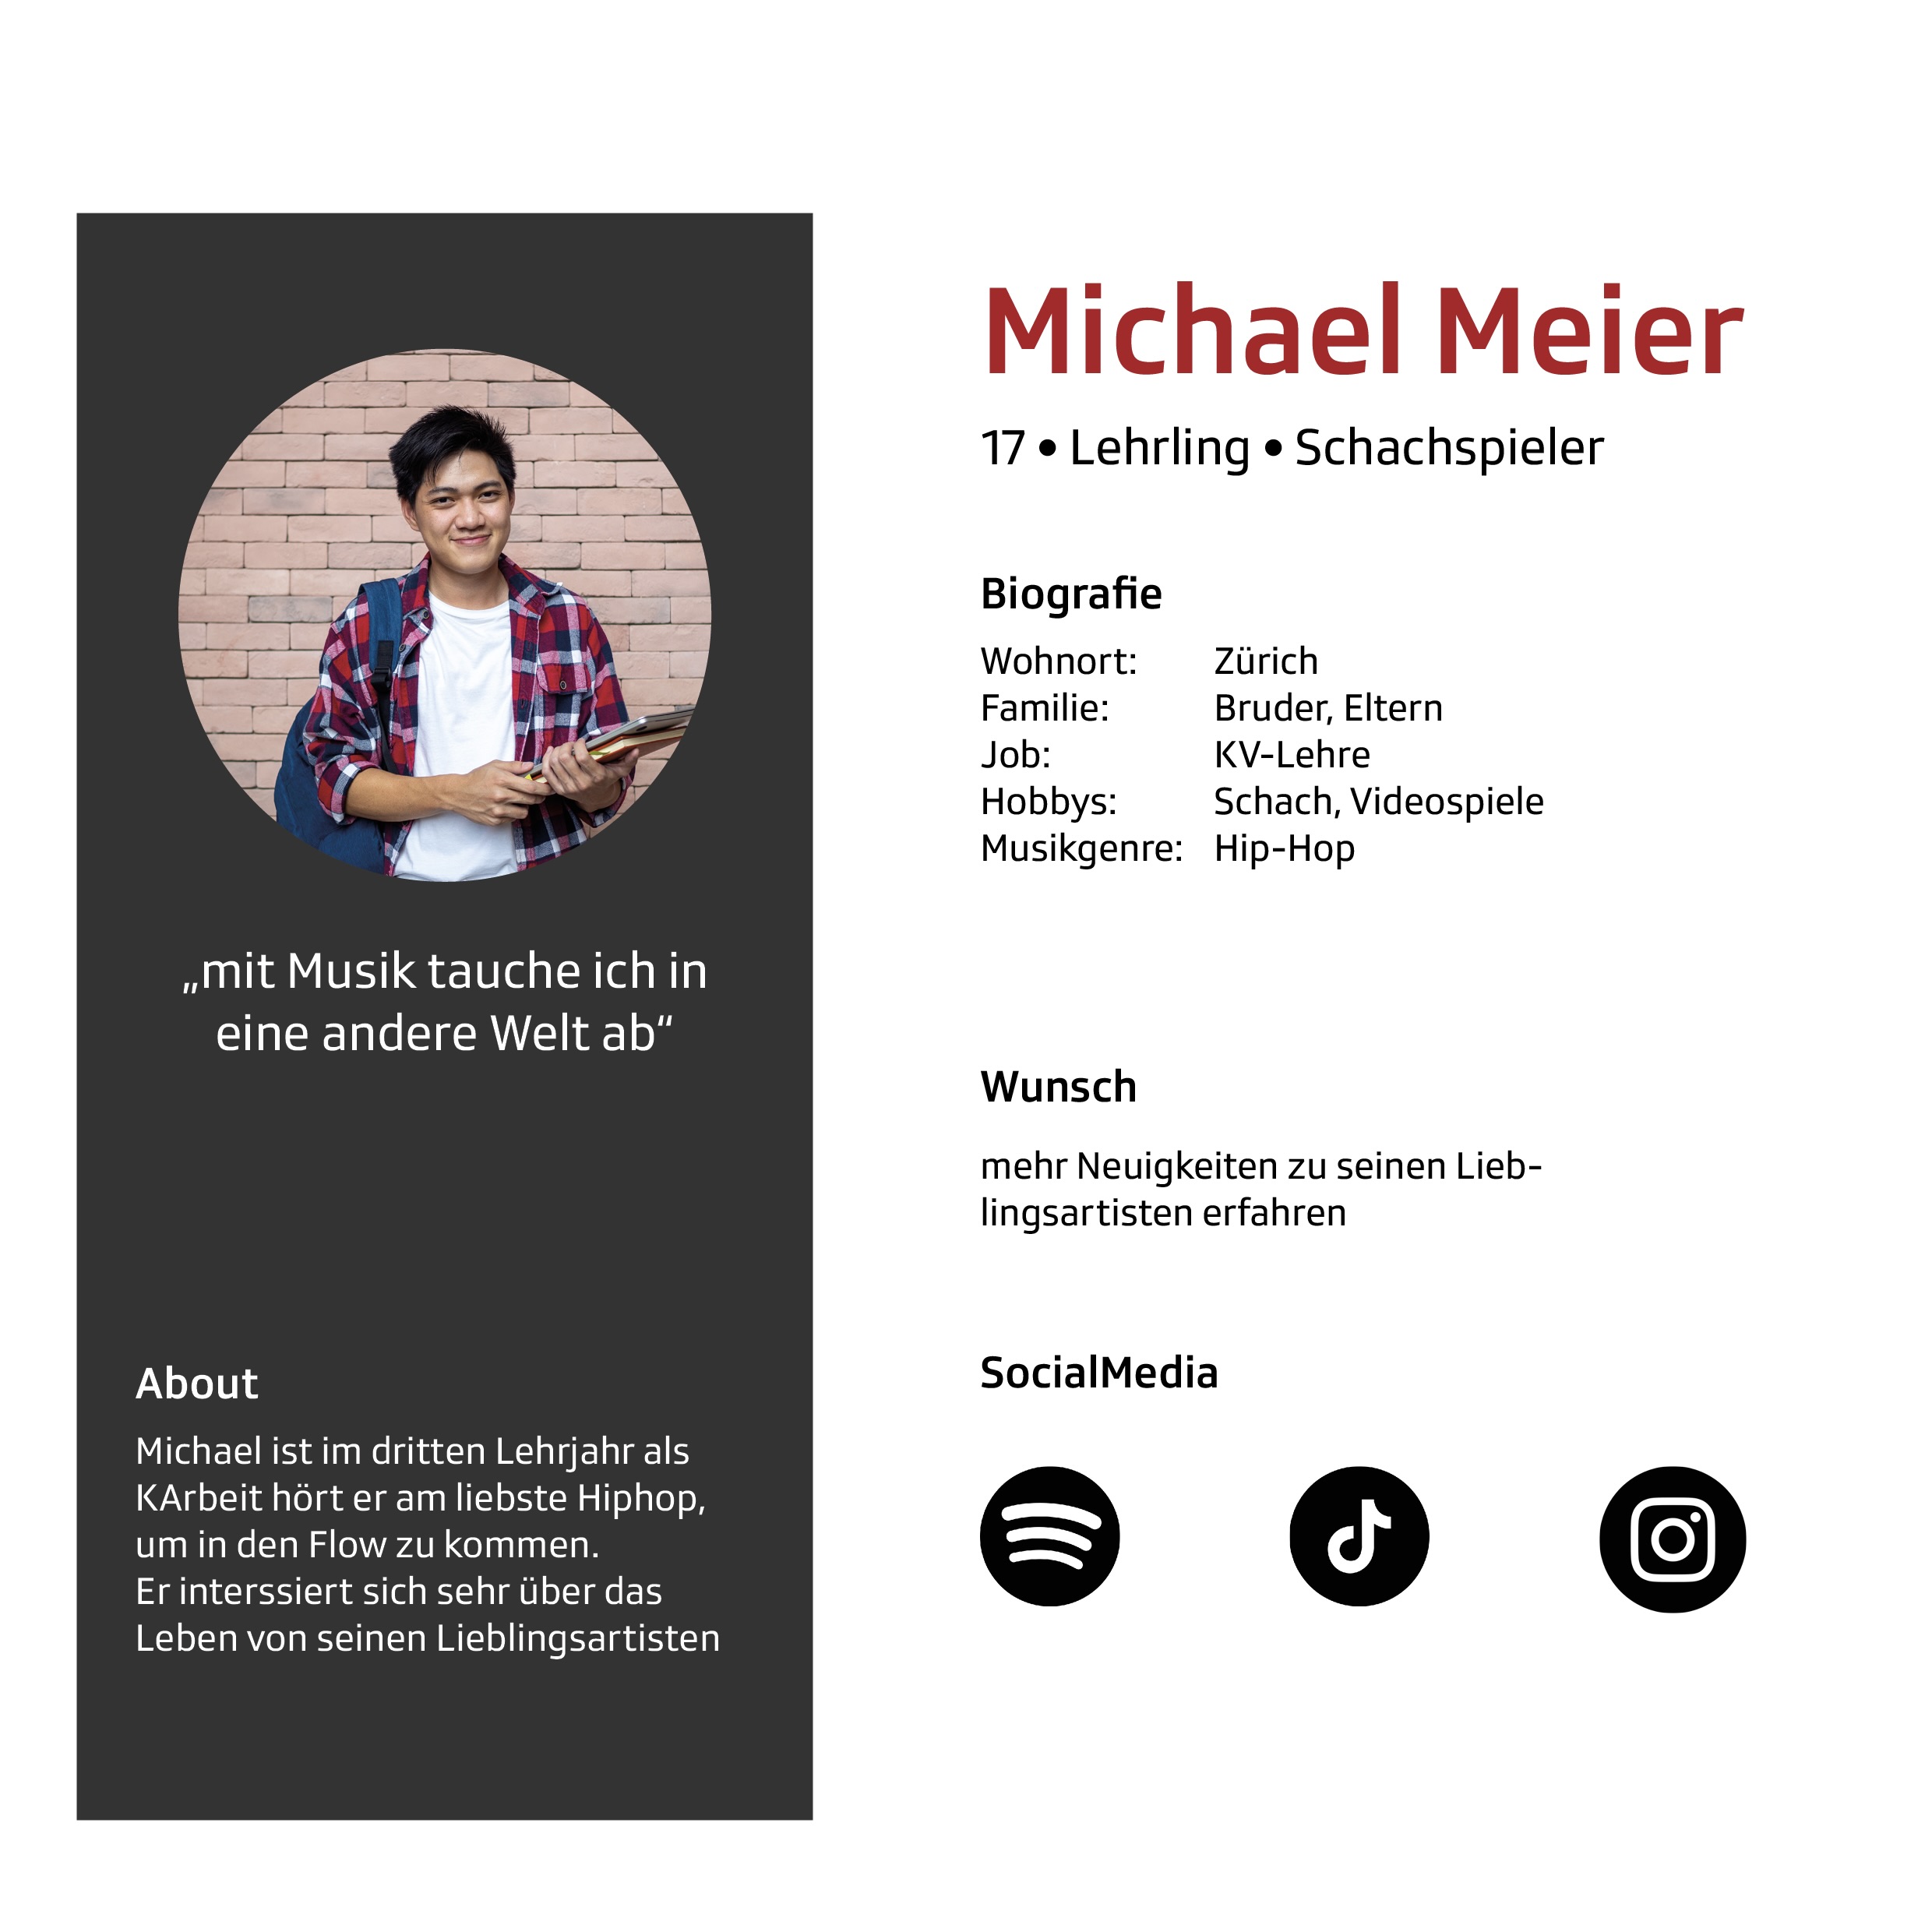 „mit Musik tauche ich in
eine andere Welt ab“
About
Michael ist im dritten Lehrjahr als
KArbeit hört er am liebste Hiphop,
um in den Flow zu kommen.
Er interssiert sich sehr über das
Leben von seinen Lieblingsartisten
Michael Meier
17 • Lehrling • Schachspieler
Biografie
Wohnort: Zürich
Familie: Bruder, Eltern
Job: KV-Lehre
Hobbys: Schach, Videospiele
Musikgenre: Hip-Hop
Wunsch
mehr Neuigkeiten zu seinen Lieb-
lingsartisten erfahren
SocialMedia